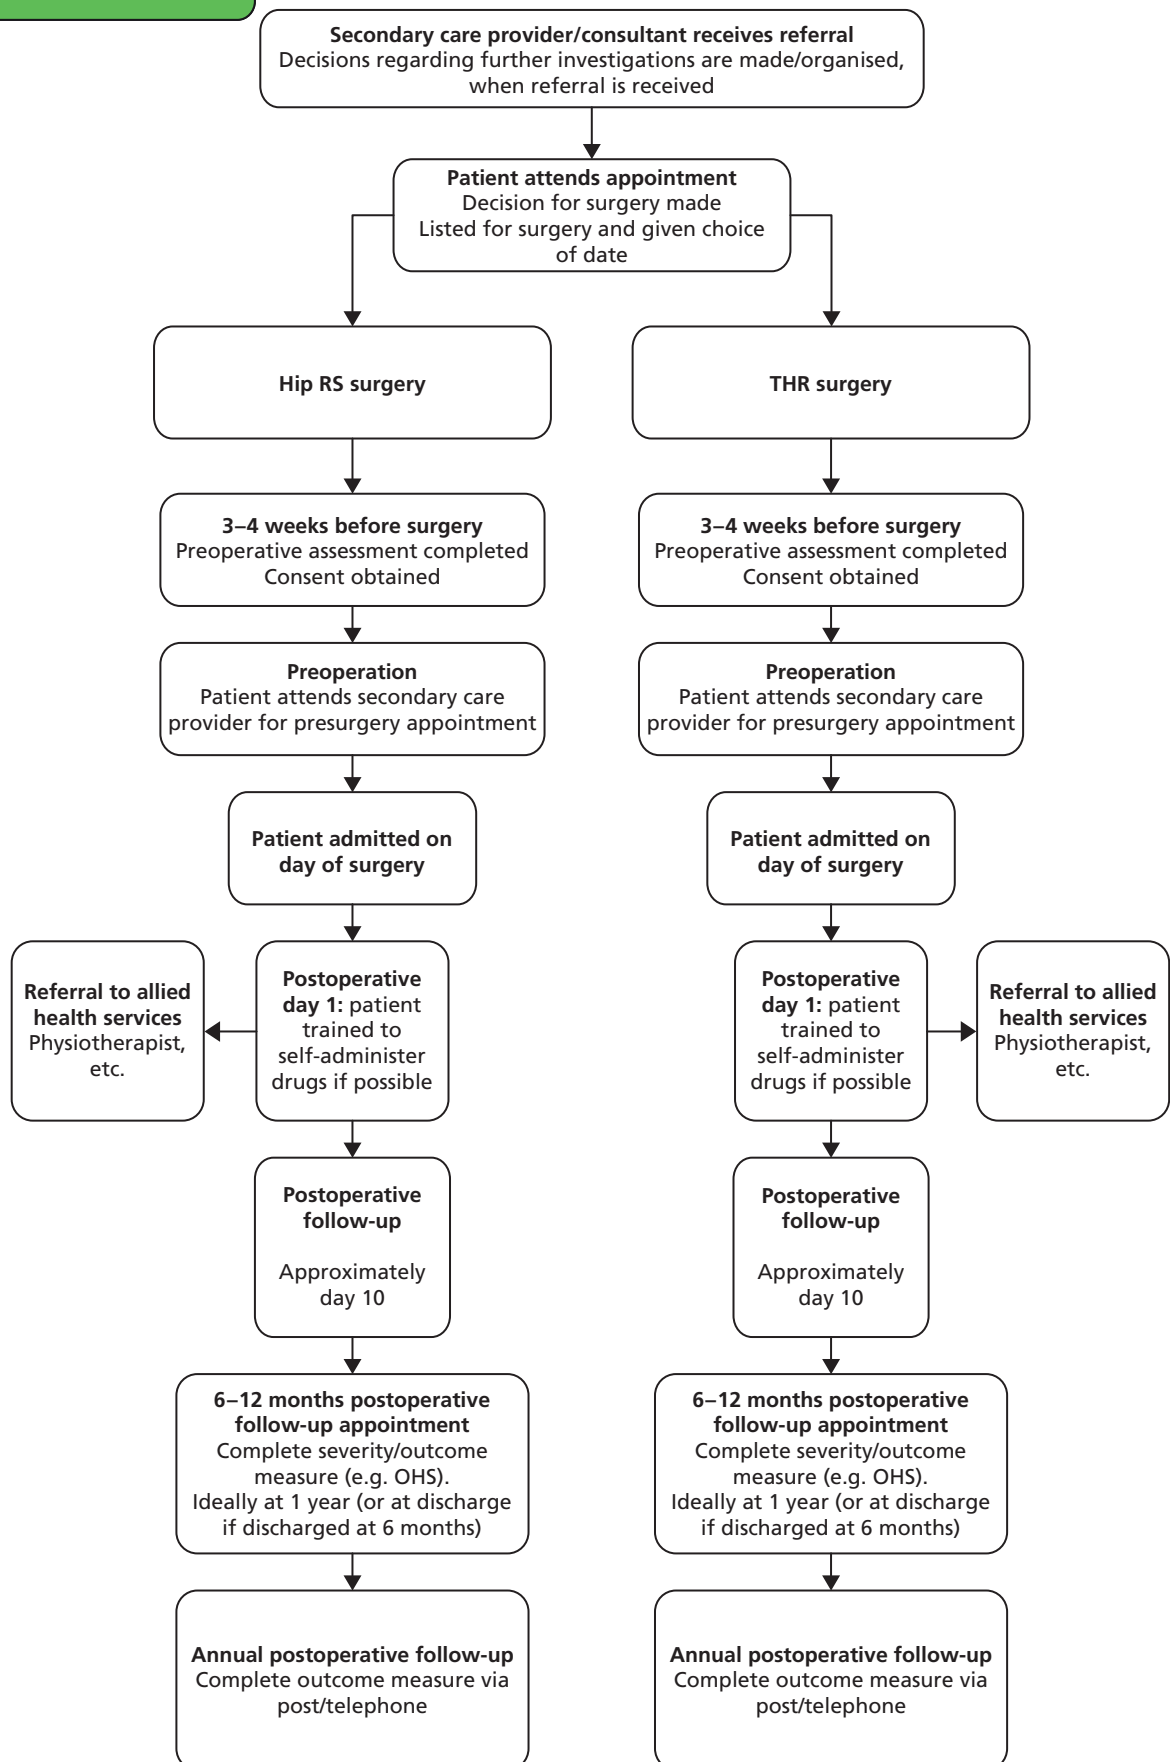 Secondary care provider/consultant receives referral
Decisions regarding further investigations are made/organised,
when referral is received
Patient attends appointment
Decision for surgery made
Listed for surgery and given choice
of date
Hip RS surgery
THR surgery
3–4 weeks before surgery
Preoperative assessment completed
Consent obtained
3–4 weeks before surgery
Preoperative assessment completed
Consent obtained
Preoperation
Patient attends secondary care
provider for presurgery appointment
Preoperation
Patient attends secondary care
provider for presurgery appointment
Patient admitted on
day of surgery
Patient admitted on
day of surgery
Referral to allied
health services
Physiotherapist,
etc.
Postoperative
day 1: patient
trained to
self-administer
drugs if possible
Postoperative
day 1: patient
trained to
self-administer
drugs if possible
Referral to allied
health services
Physiotherapist,
etc.
Postoperative
follow-up
Approximately
day 10
Postoperative
follow-up
Approximately
day 10
6–12 months postoperative
follow-up appointment
Complete severity/outcome
measure (e.g. OHS).
Ideally at 1 year (or at discharge
if discharged at 6 months)
6–12 months postoperative
follow-up appointment
Complete severity/outcome
measure (e.g. OHS).
Ideally at 1 year (or at discharge
if discharged at 6 months)
Annual postoperative follow-up
Complete outcome measure via
post/telephone
Annual postoperative follow-up
Complete outcome measure via
post/telephone